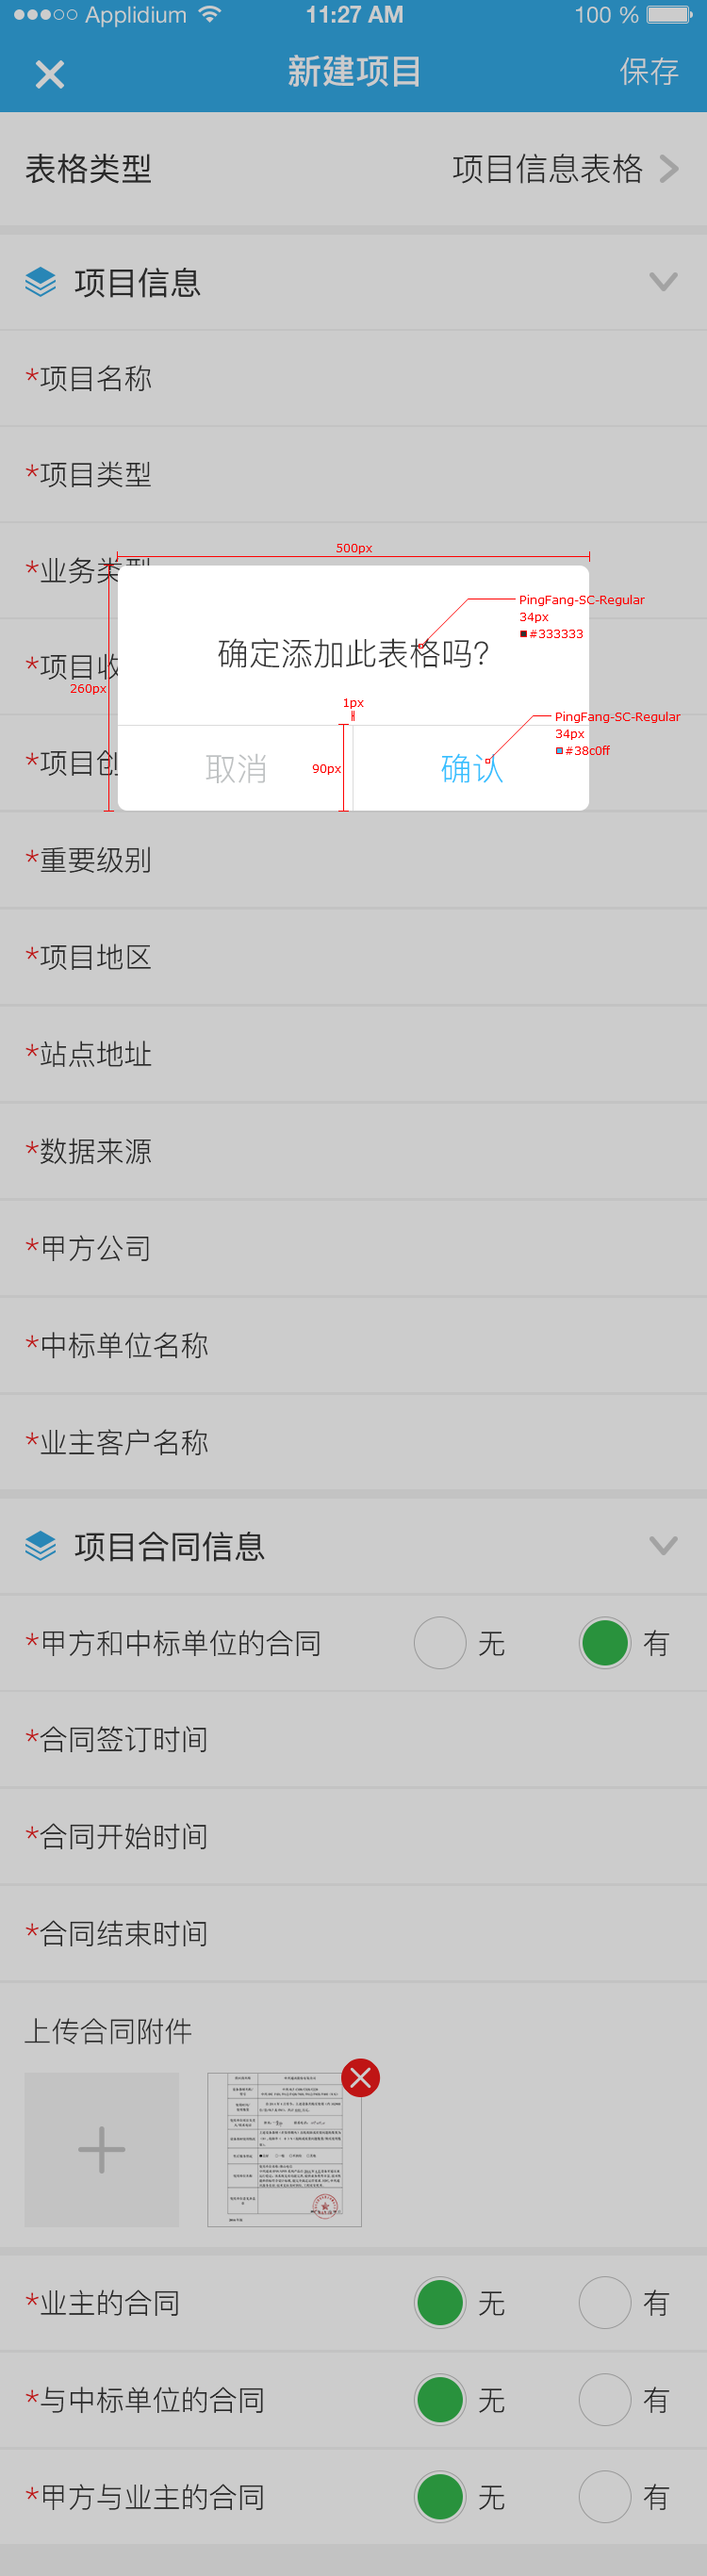 Applidium 11:27 AM 100 %
新建项目 保存
表格类型 项目信息表格
项目信息
*项目名称
*项目类型
500px
*业务类型
PingFang-SC-Regular
34px
#333333
确定添加此表格吗?
*项目收
260px
1px
PingFang-SC-Regular
34px
#38c0ff
*项目创
取消 90px 确认
*重要级别
*项目地区
*站点地址
*数据来源
*甲方公司
*中标单位名称
*业主客户名称
项目合同信息
*甲方和中标单位的合同 无 有
*合同签订时间
*合同开始时间
*合同结束时间
上传合同附件
*业主的合同 无 有
*与中标单位的合同 无 有
*甲方与业主的合同 无 有